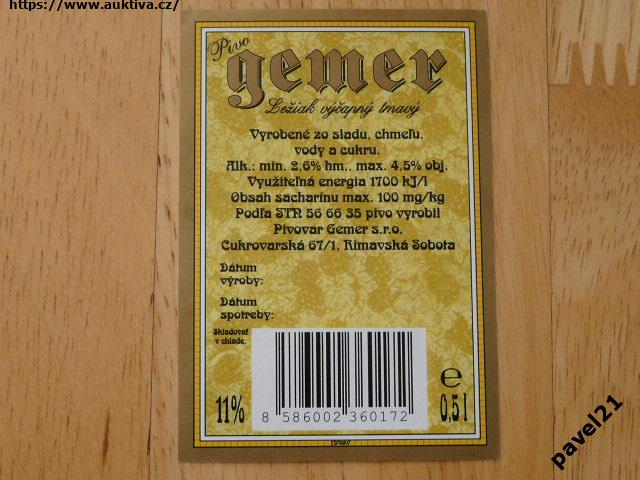 https://www.auktiva.cz/
Pivo
gemer
Ležiak výčapný tmavý
Vyrobené zo sladu, chmeľu,
vody a cukru.
Alk.: min. 2,6% hm., max. 4,5% obj.
Využiteľná energia 1700 kJ/l
Obsah sacharínu max. 100 mg/kg
Podľa STN 56 66 35 pivo vyrobil
Pivovar Gemer s.r.o.
Cukrovarská 67/1, Rimavská Sobota
Dátum
výroby:
Dátum
spotreby:
Skladovať
v chlade.
11%
8 586002 360172
e
0,5 l
ESPRINT
pavel21